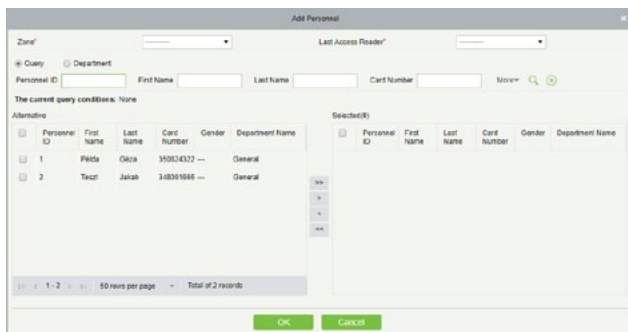 Add Personnel
Zone* --------- Last Access Reader* ---------
Query Department
Personnel ID First Name Last Name Card Number More
The current query conditions: None
Alternative Selected(0)
Personnel ID First Name Last Name Card Number Gender Department Name Personnel ID First Name Last Name Card Number Gender Department Name
1 Példa Géza 350824322 --- General
2 Teszt Jakab --- General
>>
>
<
<<
1 - 2 50 rows per page Total of 2 records
OK Cancel